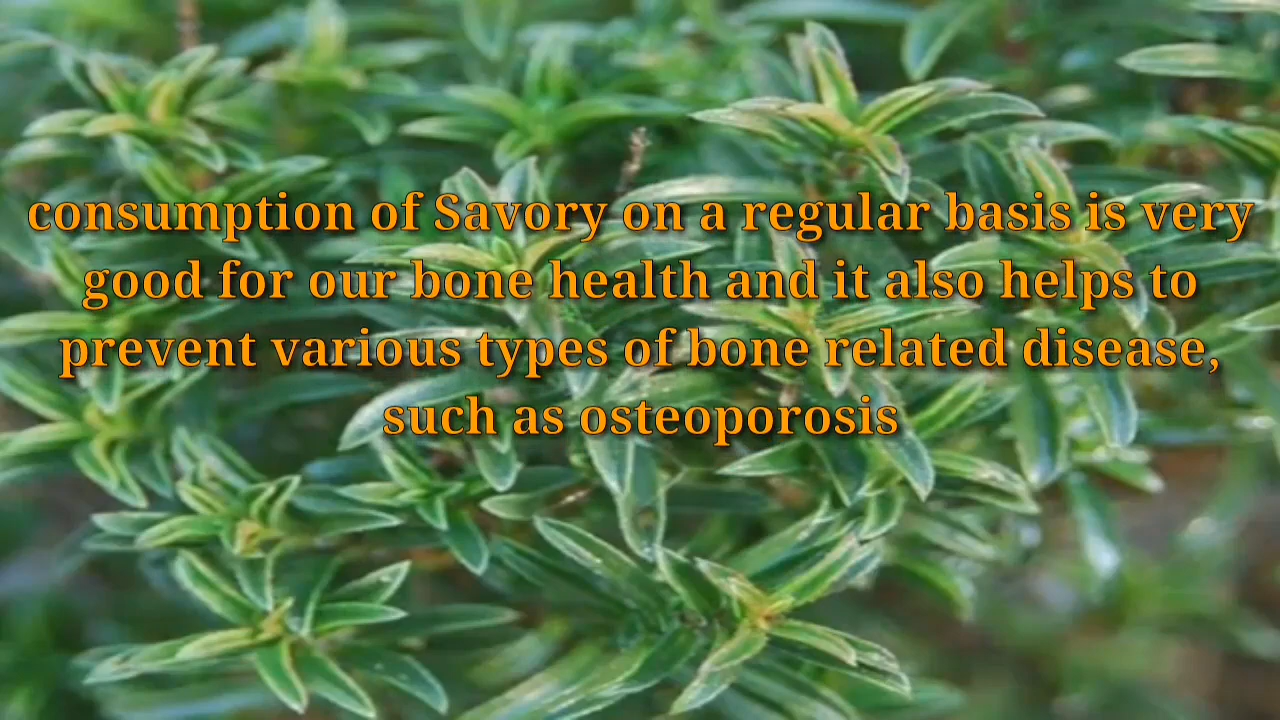 consumption of Savory on a regular basis is very
good for our bone health and it also helps to
prevent various types of bone related disease,
such as osteoporosis